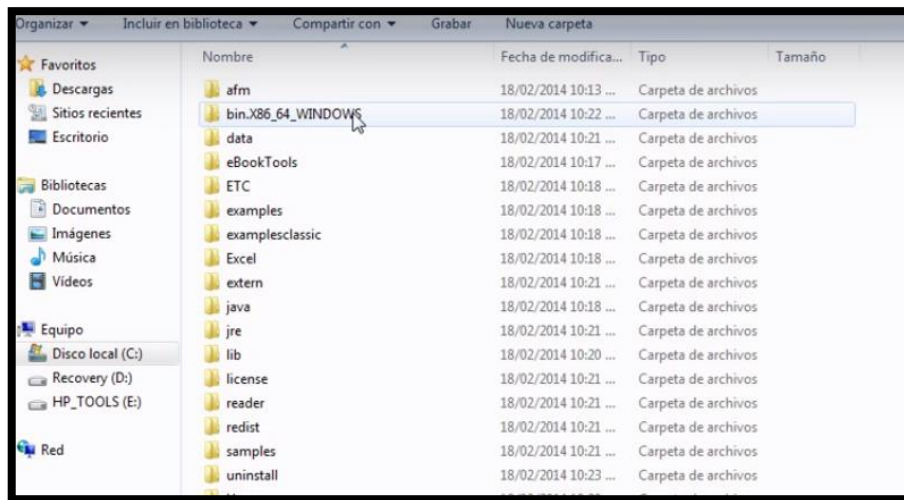 Organizar Incluir en biblioteca Compartir con Grabar Nueva carpeta
Favoritos
Descargas
Sitios recientes
Escritorio
Bibliotecas
Documentos
Imágenes
Música
Vídeos
Equipo
Disco local (C:)
Recovery (D:)
HP_TOOLS (E:)
Red
Nombre Fecha de modifica... Tipo Tamaño
afm 18/02/2014 10:13 ... Carpeta de archivos
bin.X86_64_WINDOWS 18/02/2014 10:22 ... Carpeta de archivos
data 18/02/2014 10:21 ... Carpeta de archivos
eBookTools 18/02/2014 10:17 ... Carpeta de archivos
ETC 18/02/2014 10:18 ... Carpeta de archivos
examples 18/02/2014 10:18 ... Carpeta de archivos
examplesclassic 18/02/2014 10:18 ... Carpeta de archivos
Excel 18/02/2014 10:18 ... Carpeta de archivos
extern 18/02/2014 10:21 ... Carpeta de archivos
java 18/02/2014 10:18 ... Carpeta de archivos
jre 18/02/2014 10:21 ... Carpeta de archivos
lib 18/02/2014 10:20 ... Carpeta de archivos
license 18/02/2014 10:21 ... Carpeta de archivos
reader 18/02/2014 10:21 ... Carpeta de archivos
redist 18/02/2014 10:21 ... Carpeta de archivos
samples 18/02/2014 10:21 ... Carpeta de archivos
uninstall 18/02/2014 10:23 ... Carpeta de archivos